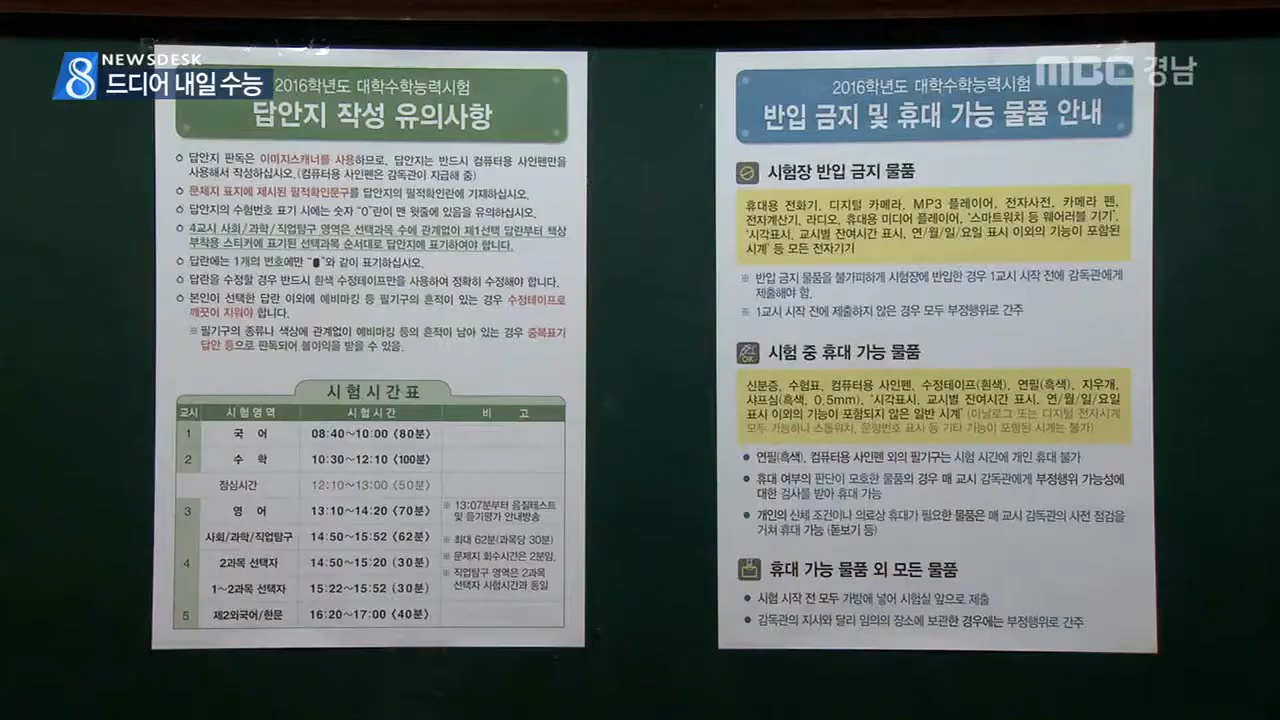 NEWSDESK
8 드디어 내일 수능
MBC 경남
2016학년도 대학수학능력시험
답안지 작성 유의사항
답안지 판독은 이미지스캐너를 사용하므로, 답안지는 반드시 컴퓨터용 사인펜만을
사용해서 작성하십시오.(컴퓨터용 사인펜은 감독관이 지급해 줌)
문제지 표지에 제시된 필적확인문구를 답안지의 필적확인란에 기재하십시오.
답안지의 수험번호 표기 시에는 숫자 "0"란이 맨 윗줄에 있음을 유의하십시오.
4교시 사회/과학/직업탐구 영역은 선택과목 수에 관계없이 제1선택 답란부터 책상
부착용 스티커에 표기된 선택과목 순서대로 답안지에 표기하여야 합니다.
답란에는 1개의 번호에만 "●"와 같이 표기하십시오.
답란을 수정할 경우 반드시 흰색 수정테이프만을 사용하여 정확히 수정해야 합니다.
본인이 선택한 답란 이외에 예비마킹 등 필기구의 흔적이 있는 경우 수정테이프로
깨끗이 지워야 합니다.
※ 필기구의 종류나 색상에 관계없이 예비마킹 등의 흔적이 남아 있는 경우 중복표기
답안 등으로 판독되어 불이익을 받을 수 있음.
시험시간표
교시 시험영역 시험시간 비 고
1 국 어 08:40~10:00 (80분)
2 수 학 10:30~12:10 (100분)
점심시간 12:10~13:00 (50분)
3 영 어 13:10~14:20 (70분) ※ 13:07분부터 음질테스트
및 듣기평가 안내방송
사회/과학/직업탐구 14:50~15:52 (62분) ※ 최대 62분(과목당 30분)
4 2과목 선택자 14:50~15:20 (30분) ※ 문제지 회수시간은 2분임.
1~2과목 선택자 15:22~15:52 (30분) ※ 직업탐구 영역은 2과목
선택자 시험시간과 동일
5 제2외국어/한문 16:20~17:00 (40분)
2016학년도 대학수학능력시험
반입 금지 및 휴대 가능 물품 안내
시험장 반입 금지 물품
휴대용 전화기, 디지털 카메라, MP3 플레이어, 전자사전, 카메라 펜,
전자계산기, 라디오, 휴대용 미디어 플레이어, '스마트워치 등 웨어러블 기기',
'시각표시, 교시별 잔여시간 표시, 연/월/일/요일 표시 이외의 기능이 포함된
시계' 등 모든 전자기기
※ 반입 금지 물품을 불가피하게 시험장에 반입한 경우 1교시 시작 전에 감독관에게
제출해야 함.
※ 1교시 시작 전에 제출하지 않은 경우 모두 부정행위로 간주
OK 시험 중 휴대 가능 물품
신분증, 수험표, 컴퓨터용 사인펜, 수정테이프(흰색), 연필(흑색), 지우개,
샤프심(흑색, 0.5mm), '시각표시, 교시별 잔여시간 표시, 연/월/일/요일
표시 이외의 기능이 포함되지 않은 일반 시계' (아날로그 또는 디지털 전자시계
모두 가능하나 스톱워치, 문항번호 표시 등 기타 기능이 포함된 시계는 불가)
연필(흑색), 컴퓨터용 사인펜 외의 필기구는 시험 시간에 개인 휴대 불가
휴대 여부의 판단이 모호한 물품의 경우 매 교시 감독관에게 부정행위 가능성에
대한 검사를 받아 휴대 가능
개인의 신체 조건이나 의료상 휴대가 필요한 물품은 매 교시 감독관의 사전 점검을
거쳐 휴대 가능 (돋보기 등)
휴대 가능 물품 외 모든 물품
시험 시작 전 모두 가방에 넣어 시험실 앞으로 제출
감독관의 지시와 달리 임의의 장소에 보관한 경우에는 부정행위로 간주